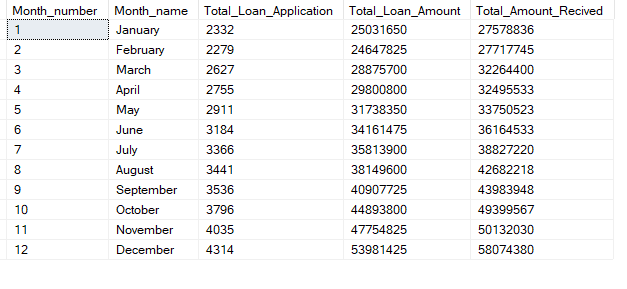 Month_number Month_name Total_Loan_Application Total_Loan_Amount Total_Amount_Recived
1 January 2332 25031650 27578836
2 February 2279 24647825 27717745
3 March 2627 28875700 32264400
4 April 2755 29800800 32495533
5 May 2911 31738350 33750523
6 June 3184 34161475 36164533
7 July 3366 35813900 38827220
8 August 3441 38149600 42682218
9 September 3536 40907725 43983948
10 October 3796 44893800 49399567
11 November 4035 47754825 50132030
12 December 4314 53981425 58074380